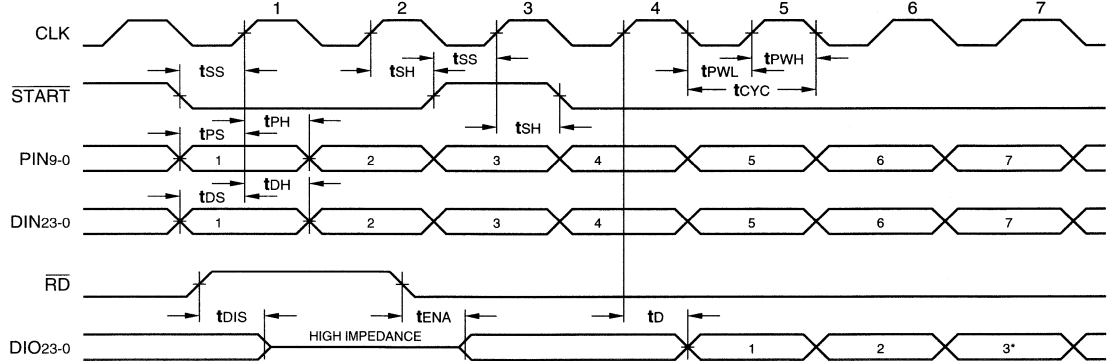 1 2 3 4 5 6 7
CLK
tSS tSH tSS tPWL tPWH
tCYC
START
tPH tSH
tPS
PIN9-0 1 2 3 4 5 6 7
tDH
tDS
DIN23-0 1 2 3 4 5 6 7
RD
tDIS tENA tD
HIGH IMPEDANCE
DIO23-0 1 2 3*